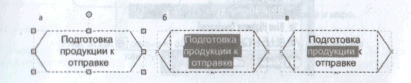 а
Подготовка
продукции к
отправке
б
Подготовка
продукции к
отправке
в
Подготовка
продукции к
отправке